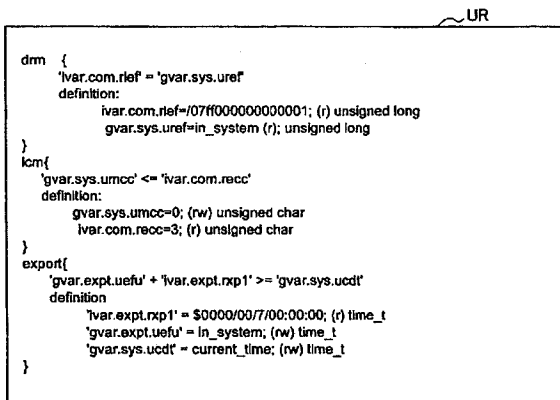 UR
drm {
'ivar.com.rief' = 'gvar.sys.uref'
definition:
ivar.com.rief=/07ff000000000001; (r) unsigned long
gvar.sys.uref=in_system (r); unsigned long
}
lcm{
'gvar.sys.umcc' <= 'ivar.com.recc'
definition:
gvar.sys.umcc=0; (rw) unsigned char
ivar.com.recc=3; (r) unsigned char
}
export{
'gvar.expt.uefu' + 'ivar.expt.rxp1' >= 'gvar.sys.ucdt'
definition
'ivar.expt.rxp1' = $0000/00/7/00:00:00; (r) time_t
'gvar.expt.uefu' = in_system; (rw) time_t
'gvar.sys.ucdt' = current_time; (rw) time_t
}